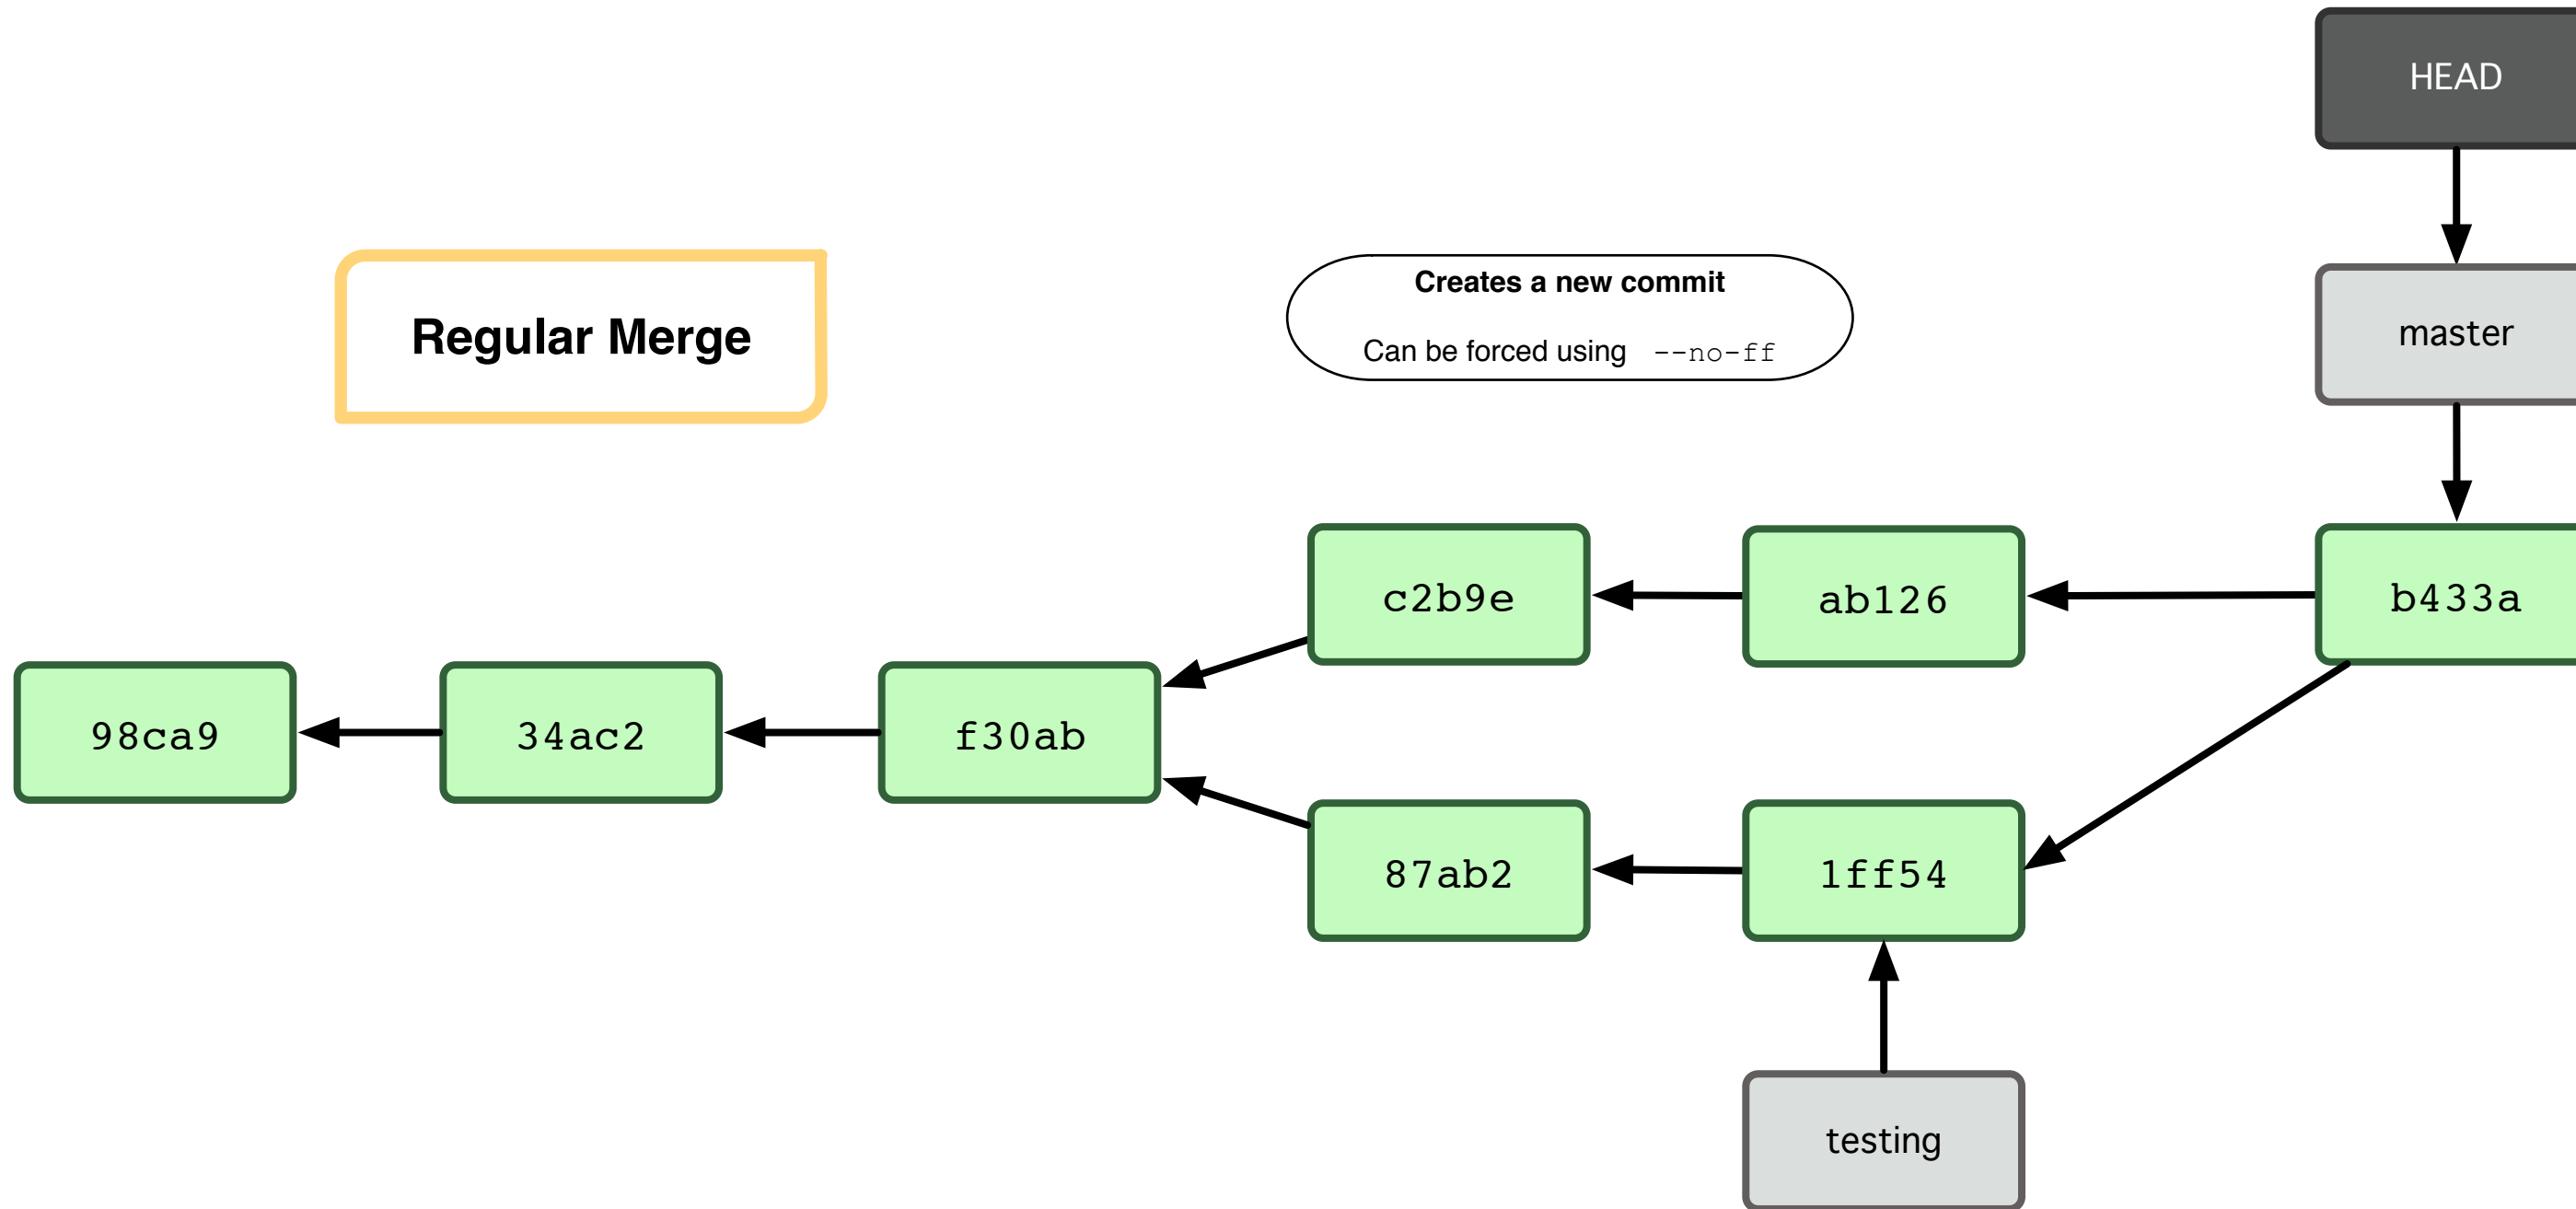 HEAD
Creates a new commit
Regular Merge
Can be forced using --no-ff
master
c2b9e
ab126
b433a
98ca9
34ac2
f30ab
87ab2
1ff54
testing